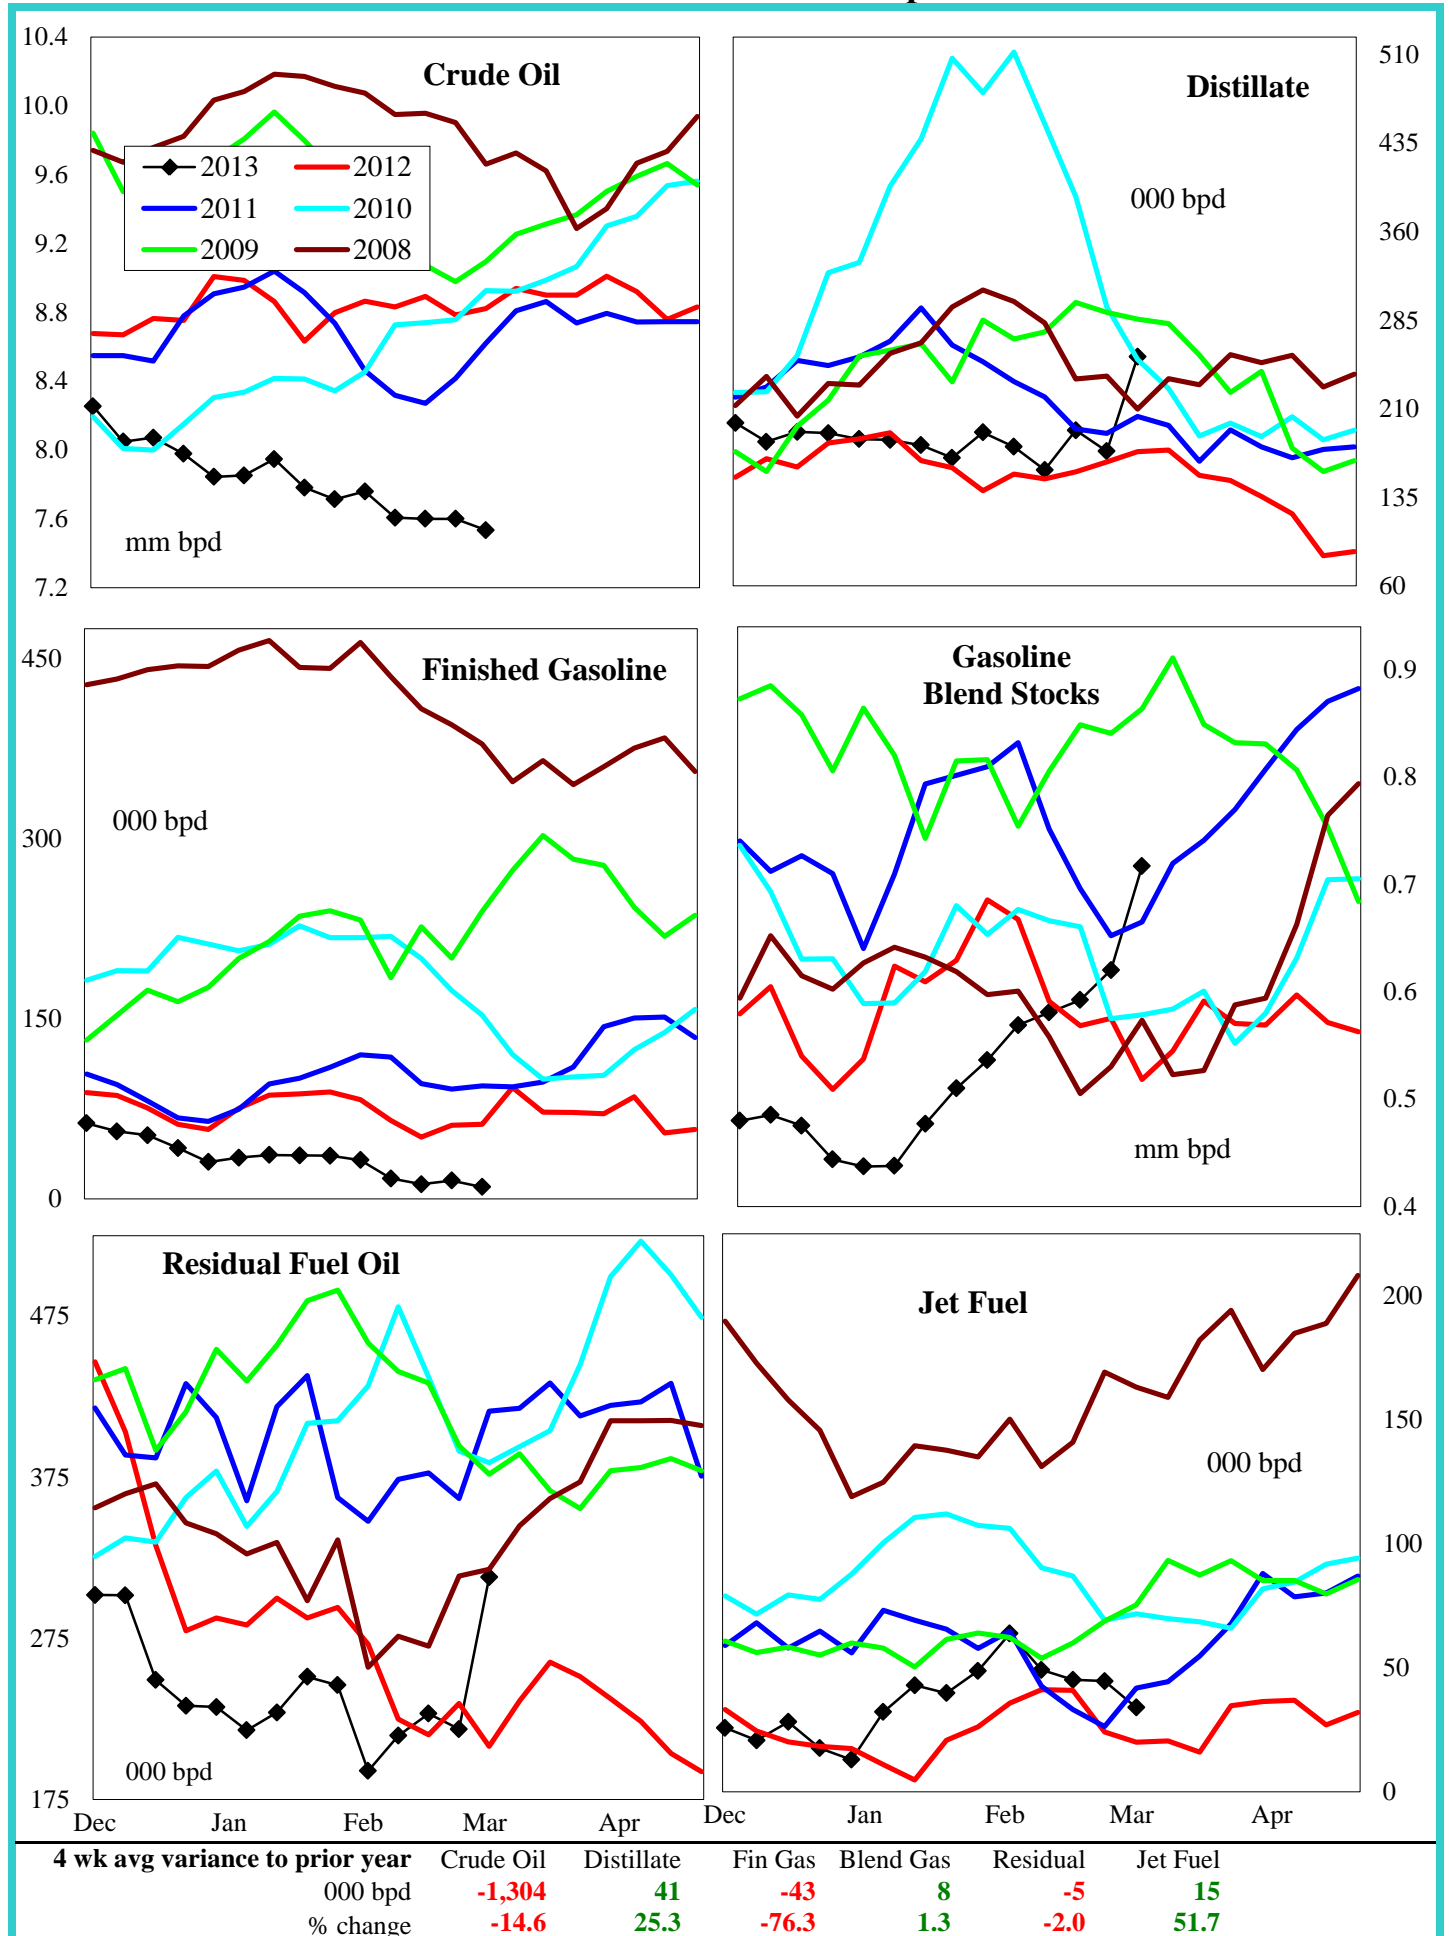 10.4
10.0
9.6
9.2
8.8
8.4
8.0
7.6
7.2
Crude Oil
2013 2012
2011 2010
2009 2008
mm bpd
Distillate
000 bpd
510
435
360
285
210
135
60
450
300
150
0
Finished Gasoline
000 bpd
Gasoline
Blend Stocks
mm bpd
0.9
0.8
0.7
0.6
0.5
0.4
475
375
275
175
Residual Fuel Oil
000 bpd
Dec Jan Feb Mar Apr
Jet Fuel
000 bpd
200
150
100
50
0
Dec Jan Feb Mar Apr
4 wk avg variance to prior year Crude Oil Distillate Fin Gas Blend Gas Residual Jet Fuel
000 bpd -1,304 41 -43 8 -5 15
% change -14.6 25.3 -76.3 1.3 -2.0 51.7